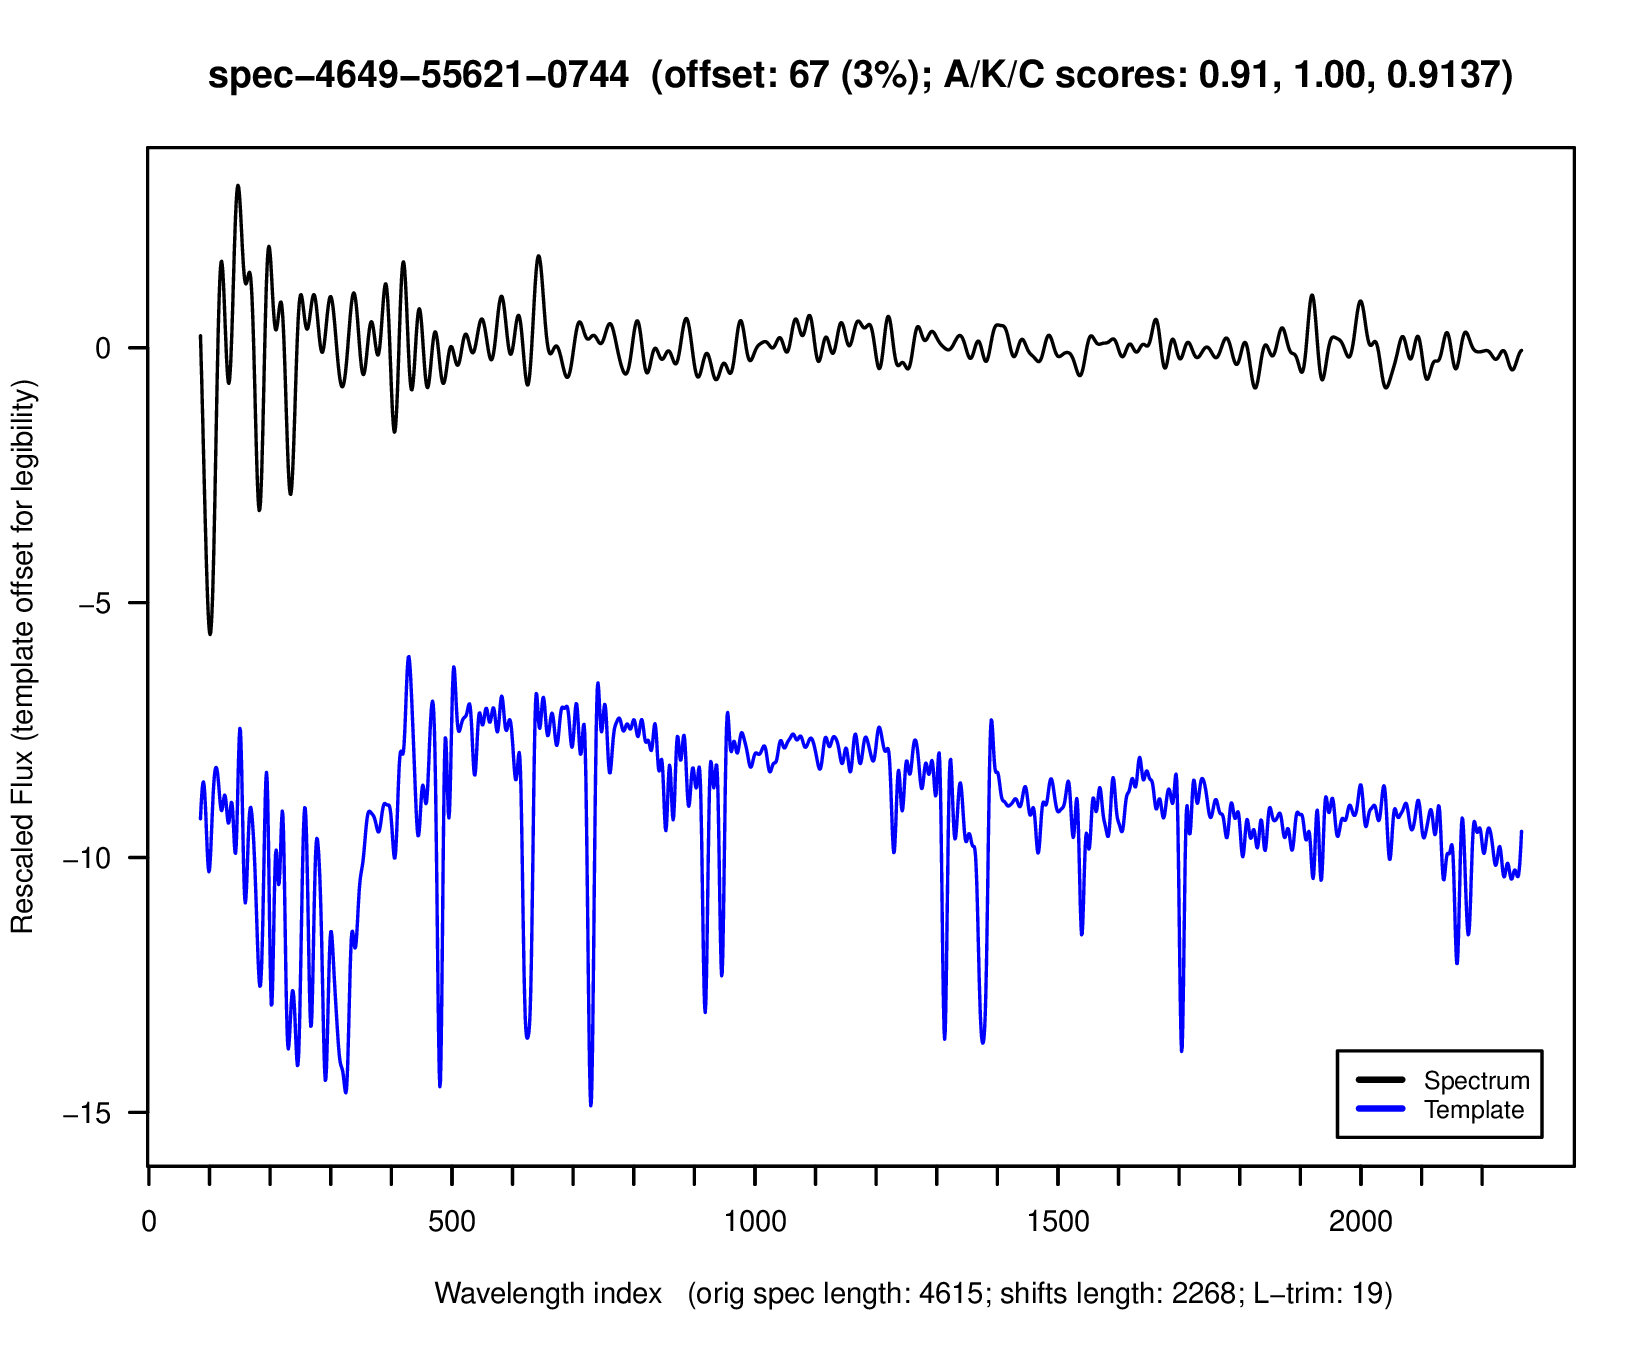 spec−4649−55621−0744 (offset: 67 (3%); A/K/C scores: 0.91, 1.00, 0.9137)
Rescaled Flux (template offset for legibility)
0
−5
−10
−15
Spectrum
Template
0 500 1000 1500 2000
Wavelength index (orig spec length: 4615; shifts length: 2268; L−trim: 19)